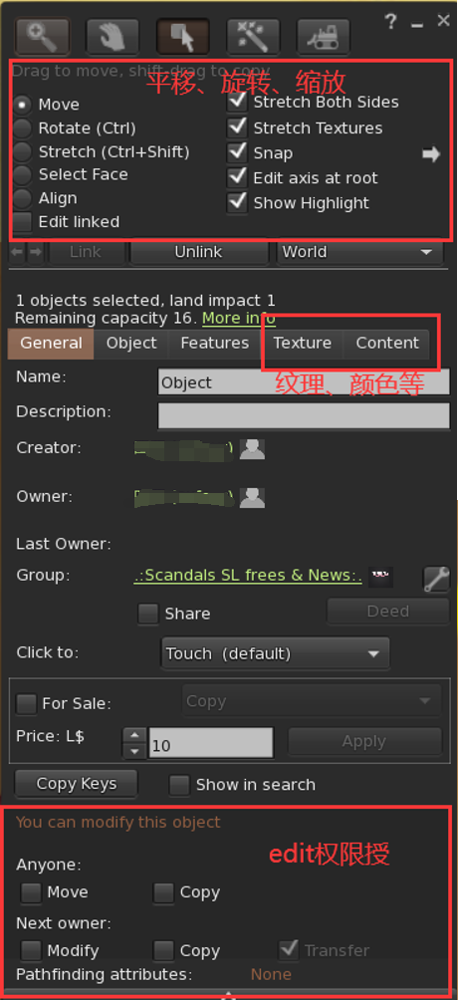 ?
Drag to move, shift-drag to copy
平移、旋转、缩放
Move
Stretch Both Sides
Rotate (Ctrl)
Stretch Textures
Stretch (Ctrl+Shift)
Snap
Select Face
Edit axis at root
Align
Show Highlight
Edit linked
Link
Unlink
World
1 objects selected, land impact 1
Remaining capacity 16. More info
General Object Features Texture Content
Name:
Object
纹理、颜色等
Description:
Creator:
Owner:
Last Owner:
Group:
.:Scandals SL frees & News:.
Share
Deed
Click to:
Touch (default)
For Sale:
Copy
Price: L$
10
Apply
Copy Keys
Show in search
You can modify this object
edit权限授
Anyone:
Move
Copy
Next owner:
Modify
Copy
Transfer
Pathfinding attributes:
None